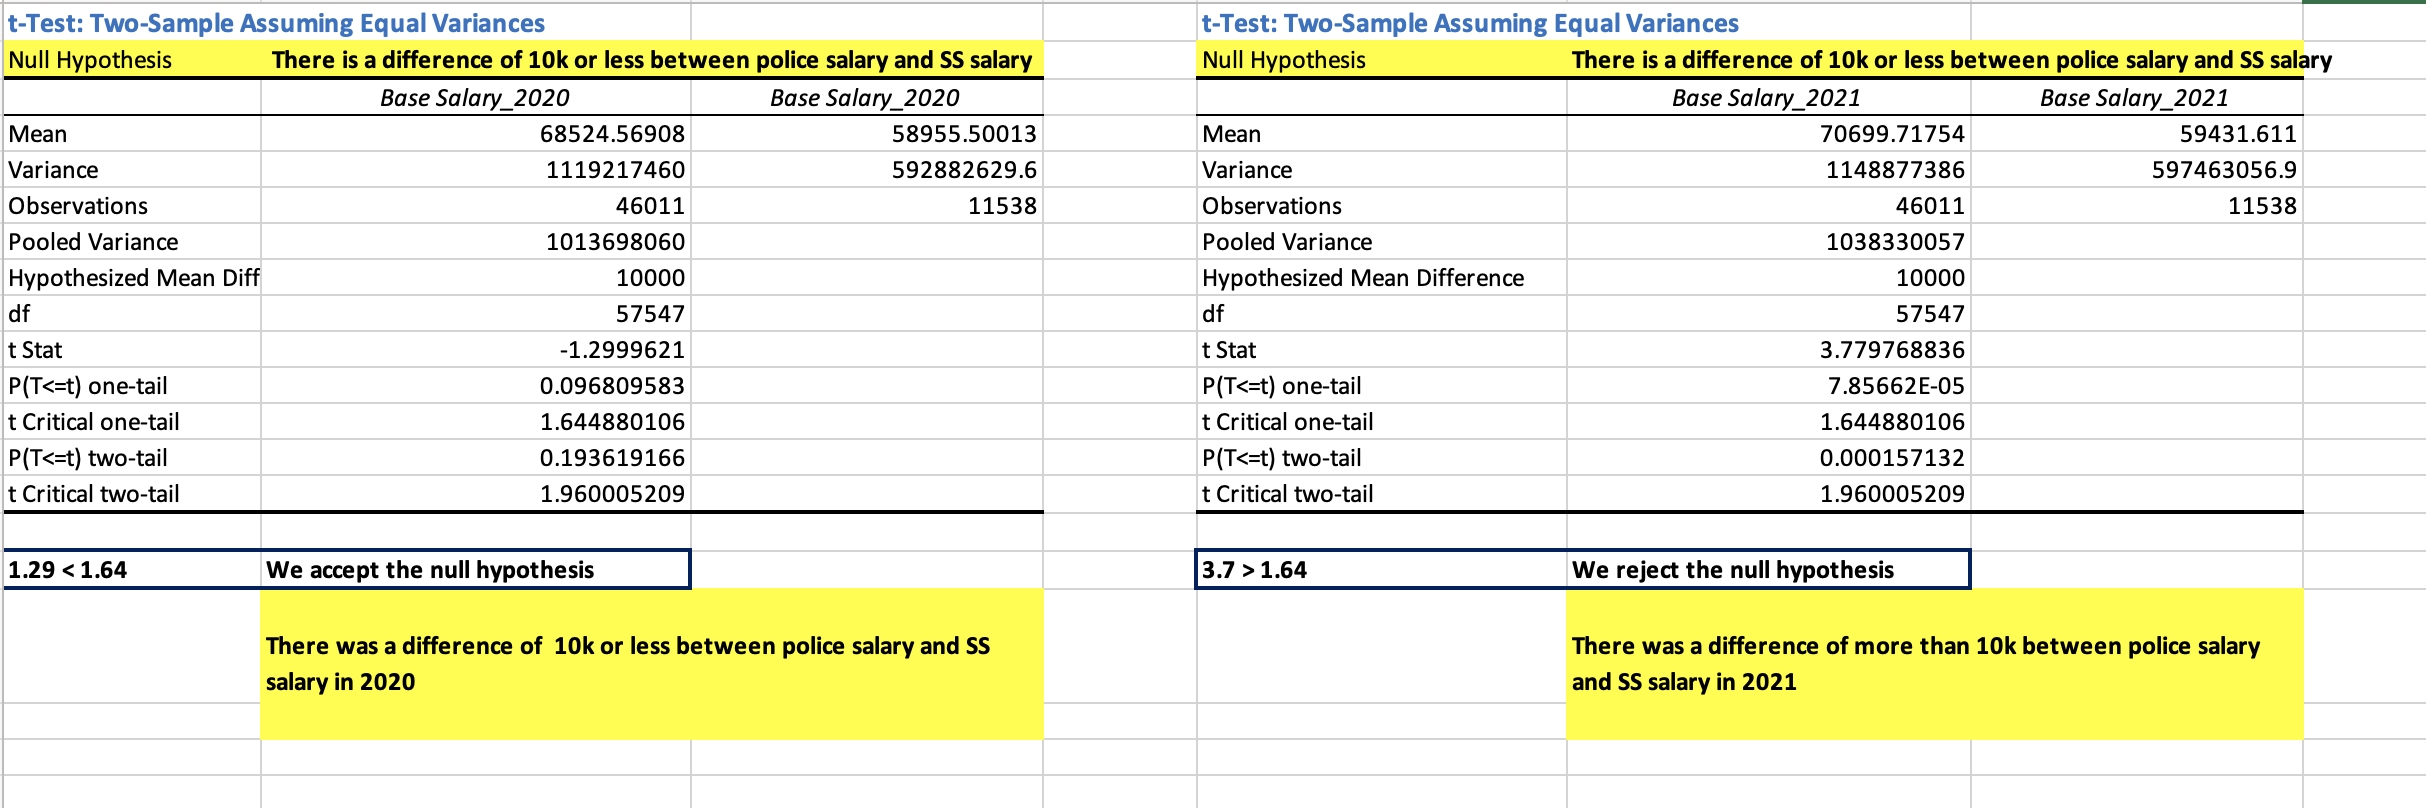 t-Test: Two-Sample Assuming Equal Variances
Null Hypothesis There is a difference of 10k or less between police salary and SS salary
Base Salary_2020 Base Salary_2020
Mean 68524.56908 58955.50013
Variance 1119217460 592882629.6
Observations 46011 11538
Pooled Variance 1013698060
Hypothesized Mean Diff 10000
df 57547
t Stat -1.2999621
P(T<=t) one-tail 0.096809583
t Critical one-tail 1.644880106
P(T<=t) two-tail 0.193619166
t Critical two-tail 1.960005209
1.29 < 1.64 We accept the null hypothesis
There was a difference of  10k or less between police salary and SS
salary in 2020
t-Test: Two-Sample Assuming Equal Variances
Null Hypothesis There is a difference of 10k or less between police salary and SS salary
Base Salary_2021 Base Salary_2021
Mean 70699.71754 59431.611
Variance 1148877386 597463056.9
Observations 46011 11538
Pooled Variance 1038330057
Hypothesized Mean Difference 10000
df 57547
t Stat 3.779768836
P(T<=t) one-tail 7.85662E-05
t Critical one-tail 1.644880106
P(T<=t) two-tail 0.000157132
t Critical two-tail 1.960005209
3.7 > 1.64 We reject the null hypothesis
There was a difference of more than 10k between police salary
and SS salary in 2021